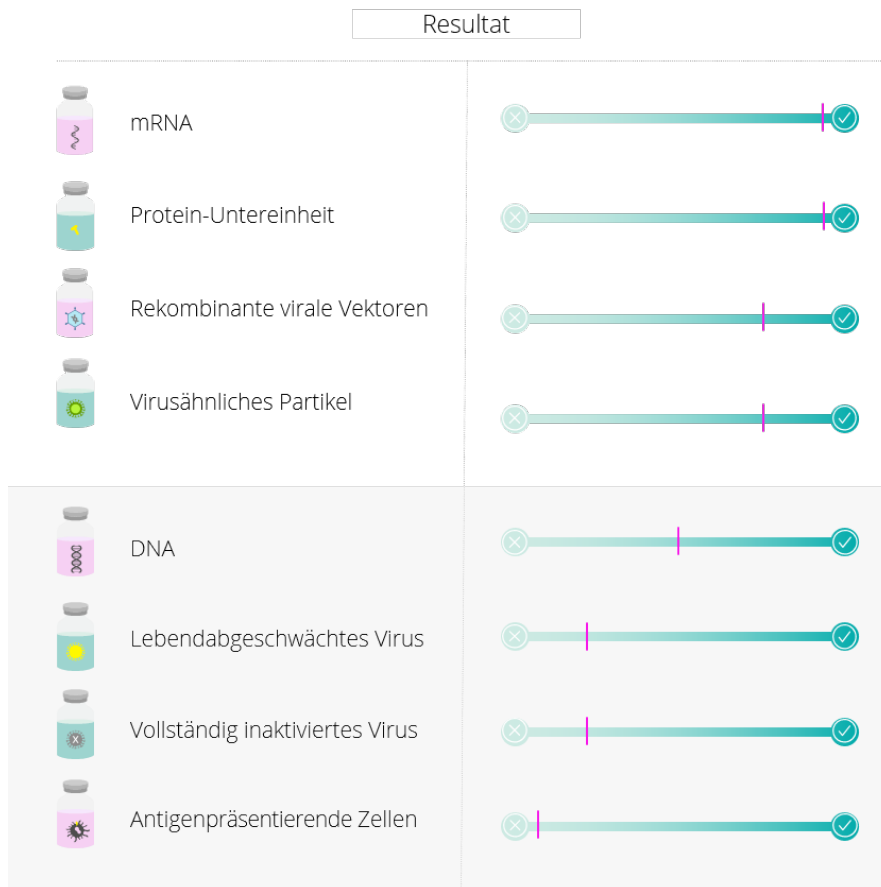 Resultat
mRNA
Protein-Untereinheit
Rekombinante virale Vektoren
Virusähnliches Partikel
DNA
Lebendabgeschwächtes Virus
Vollständig inaktiviertes Virus
X
Antigenpräsentierende Zellen